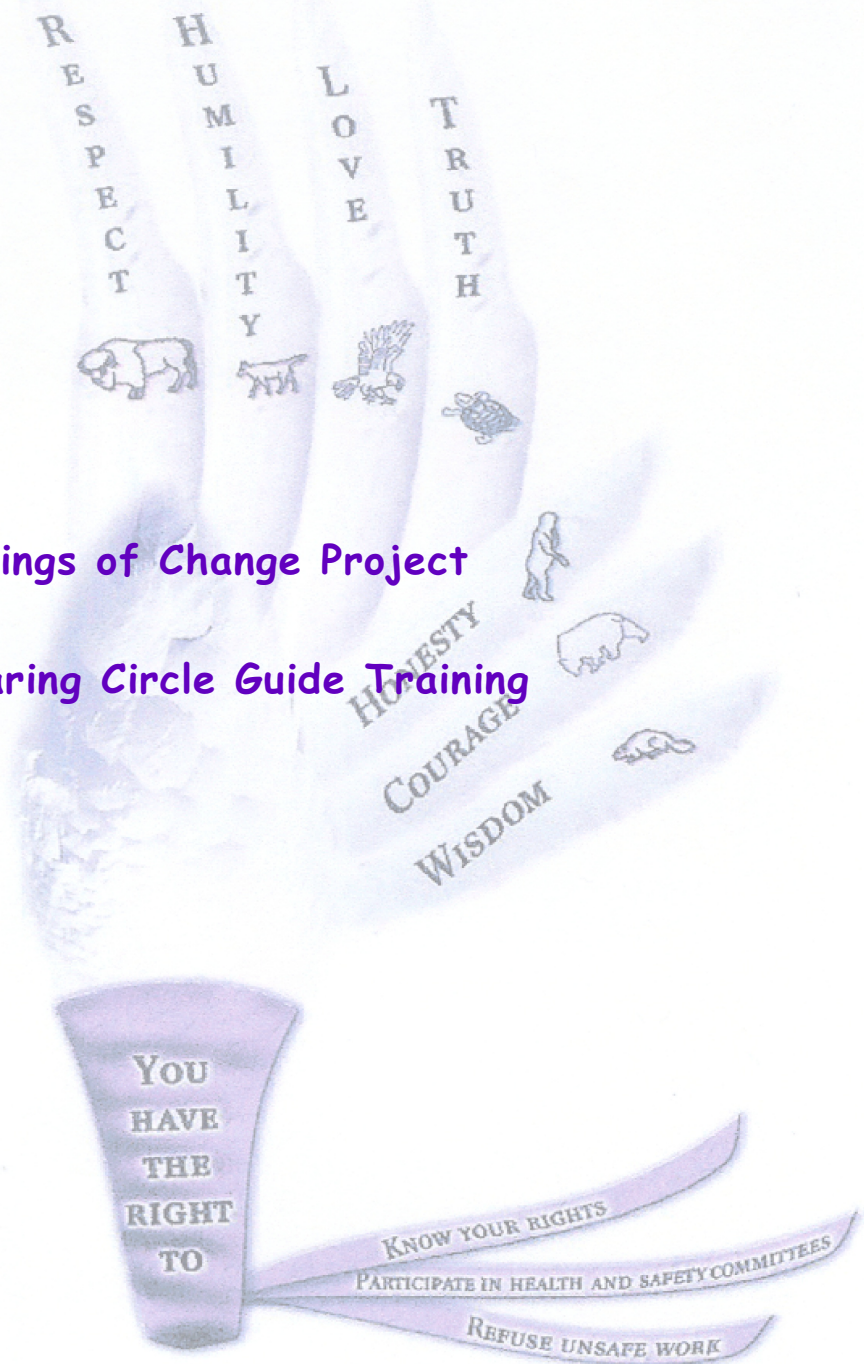 RESPECT
HUMILITY
LOVE
TRUTH
ings of Change Project
aring Circle Guide Training
HONESTY
COURAGE
WISDOM
YOU
HAVE
THE
RIGHT
TO
KNOW YOUR RIGHTS
PARTICIPATE IN HEALTH AND SAFETY COMMITTEES
REFUSE UNSAFE WORK